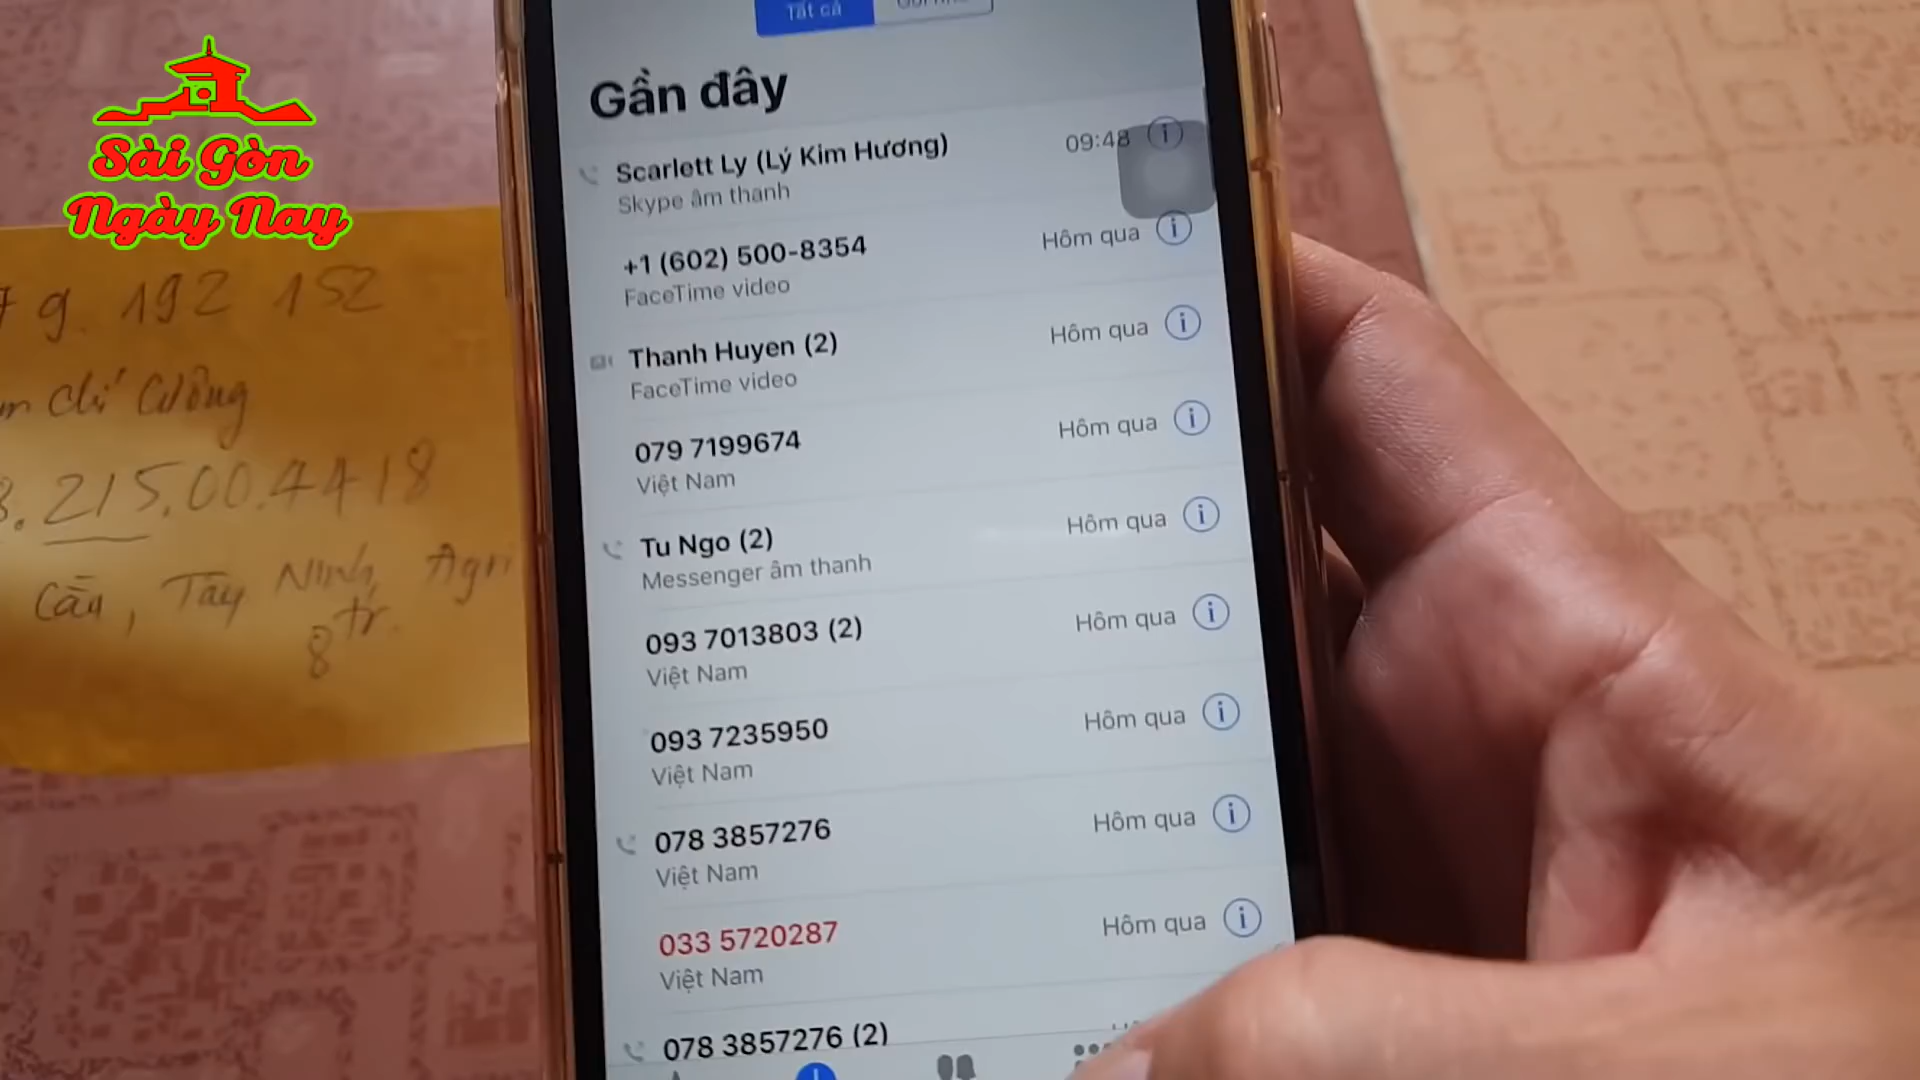 Sài Gòn
Ngày Nay
Tất cả
Gần đây
Scarlett Ly (Lý Kim Hương)
09:48
Skype âm thanh
+1 (602) 500-8354
Hôm qua
FaceTime video
Thanh Huyen (2)
Hôm qua
FaceTime video
079 7199674
Hôm qua
Việt Nam
Tu Ngo (2)
Hôm qua
Messenger âm thanh
093 7013803 (2)
Hôm qua
Việt Nam
093 7235950
Hôm qua
Việt Nam
078 3857276
Hôm qua
Việt Nam
033 5720287
Hôm qua
Việt Nam
078 3857276 (2)
9. 192 152
215.00.4418
Tây Ninh, Agri
8 tr.